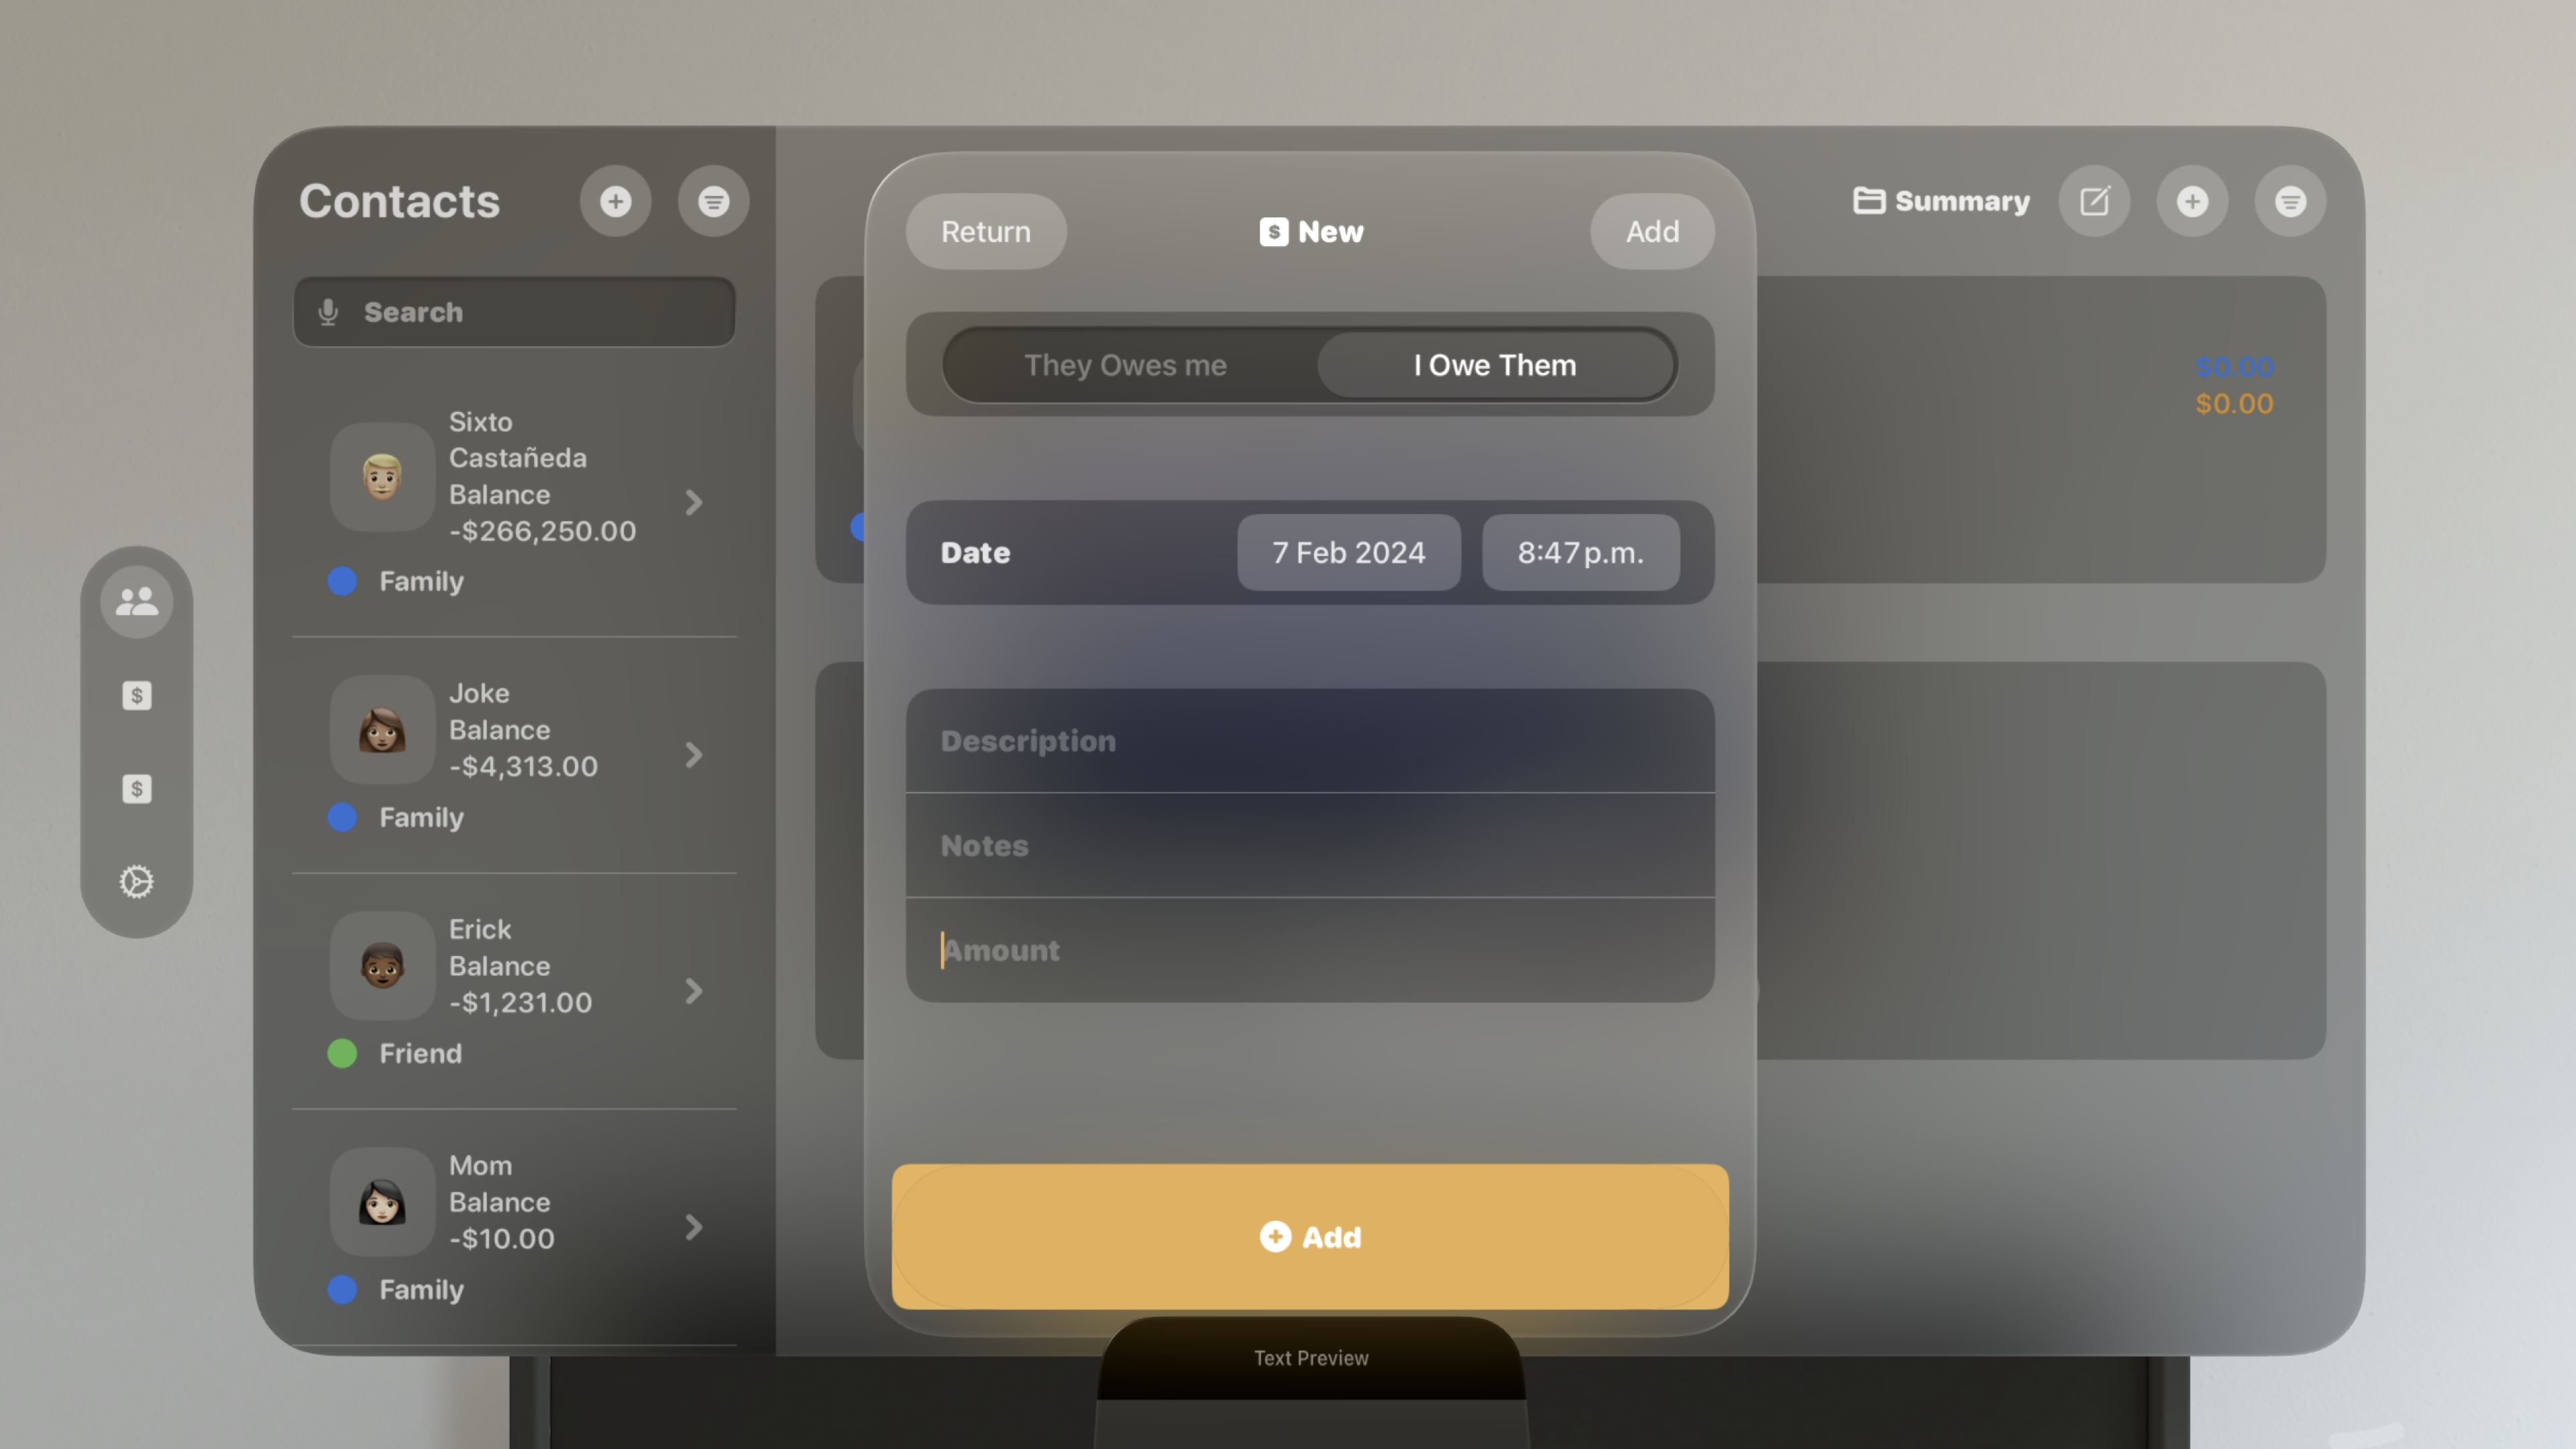 Contacts
Search
Sixto
Castañeda
Balance
-$266,250.00
Family
Joke
Balance
-$4,313.00
Family
Erick
Balance
-$1,231.00
Friend
Mom
Balance
-$10.00
Family
Return
$ New
Add
They Owes me
I Owe Them
Date
7 Feb 2024
8:47 p.m.
Description
Notes
Amount
Add
Text Preview
Summary
$0.00
$0.00